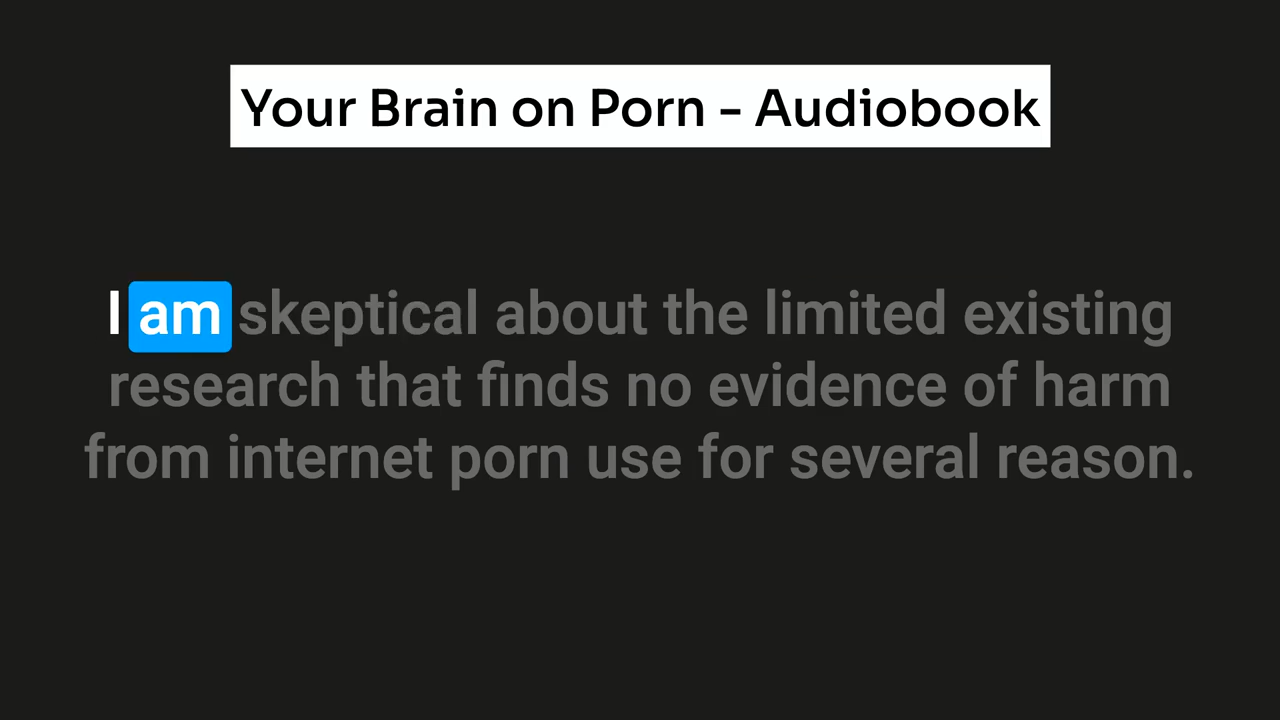 Your Brain on Porn - Audiobook
I am skeptical about the limited existing
research that finds no evidence of harm
from internet porn use for several reason.